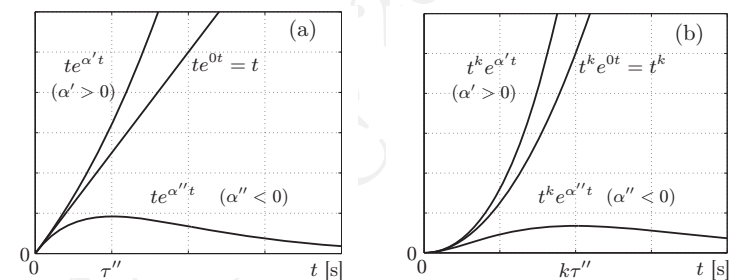 (a)
te^{α′t}
(α′ > 0)
te^{0t} = t
te^{α″t} (α″ < 0)
0
0 τ″ t [s]
(b)
t^k e^{α′t}
(α′ > 0)
t^k e^{0t} = t^k
t^k e^{α″t} (α″ < 0)
0
0 kτ″ t [s]